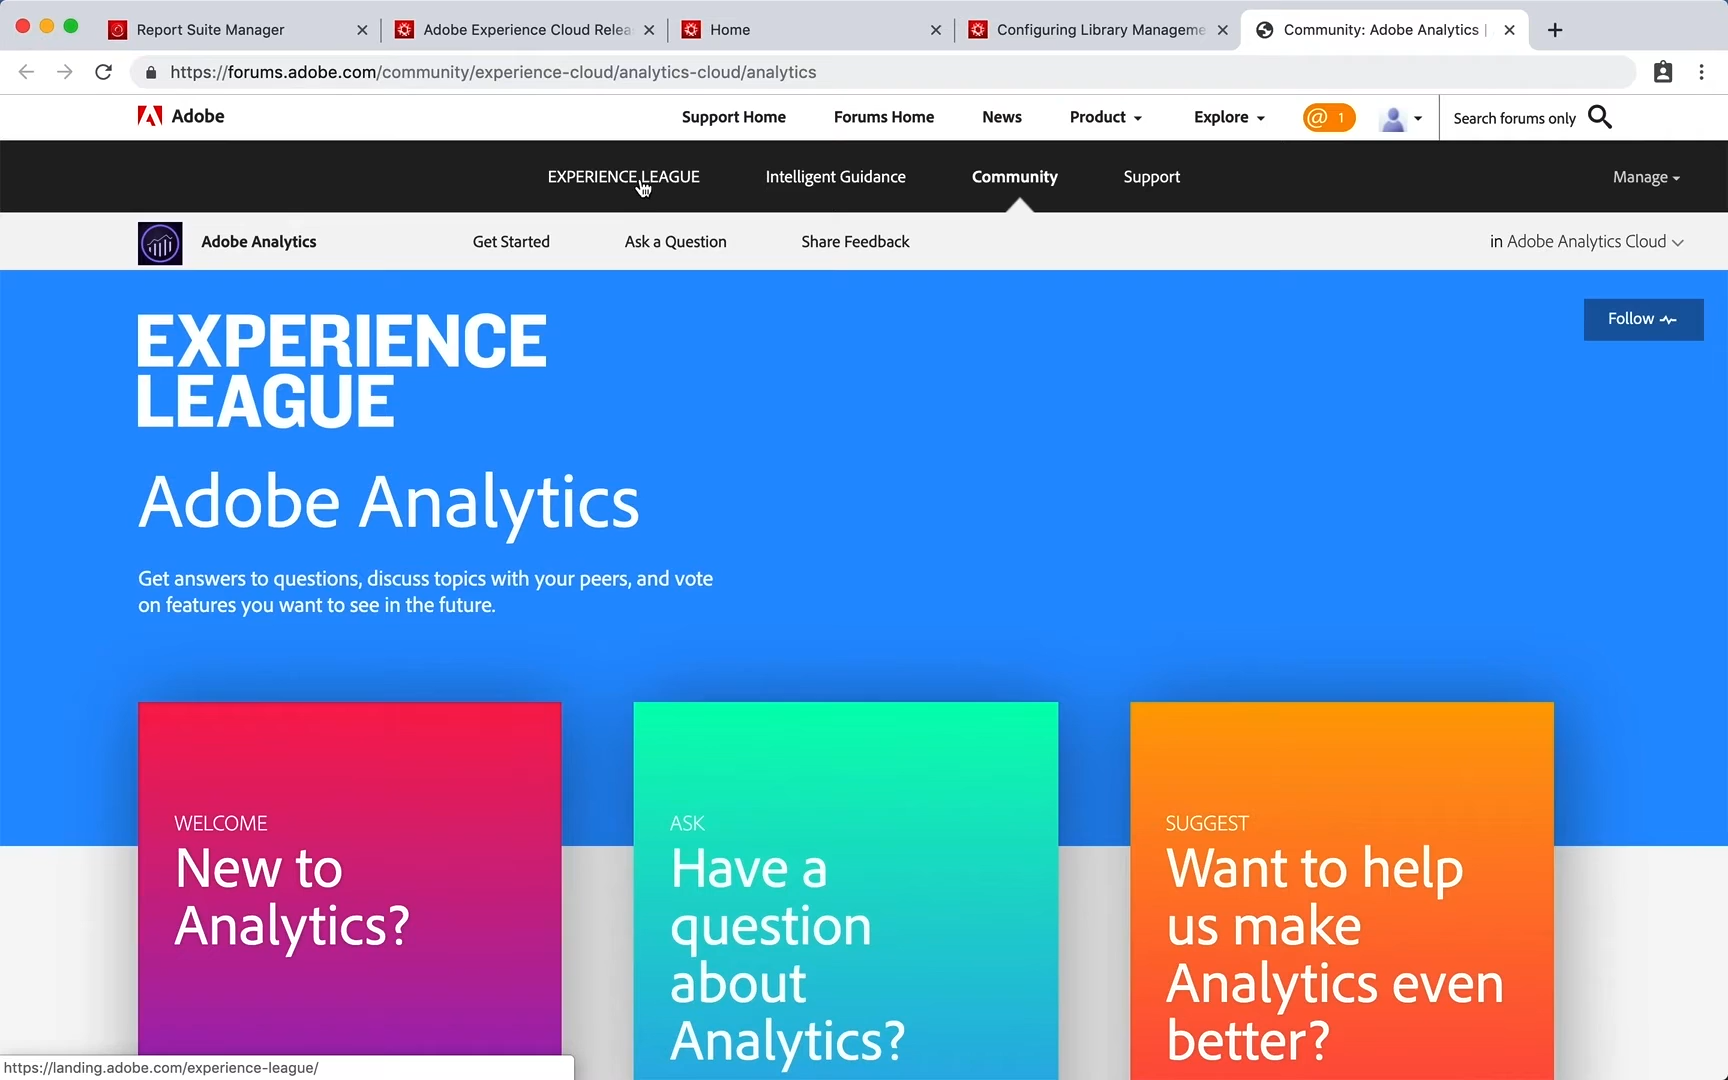 Report Suite Manager
Adobe Experience Cloud Relea
Home
Configuring Library Manageme
Community: Adobe Analytics |
https://forums.adobe.com/community/experience-cloud/analytics-cloud/analytics
Adobe
Support Home
Forums Home
News
Product
Explore
@ 1
Search forums only
EXPERIENCE LEAGUE
Intelligent Guidance
Community
Support
Manage
Adobe Analytics
Get Started
Ask a Question
Share Feedback
in Adobe Analytics Cloud
Follow
EXPERIENCE
LEAGUE
Adobe Analytics
Get answers to questions, discuss topics with your peers, and vote
on features you want to see in the future.
WELCOME
New to
Analytics?
ASK
Have a
question
about
Analytics?
SUGGEST
Want to help
us make
Analytics even
better?
https://landing.adobe.com/experience-league/